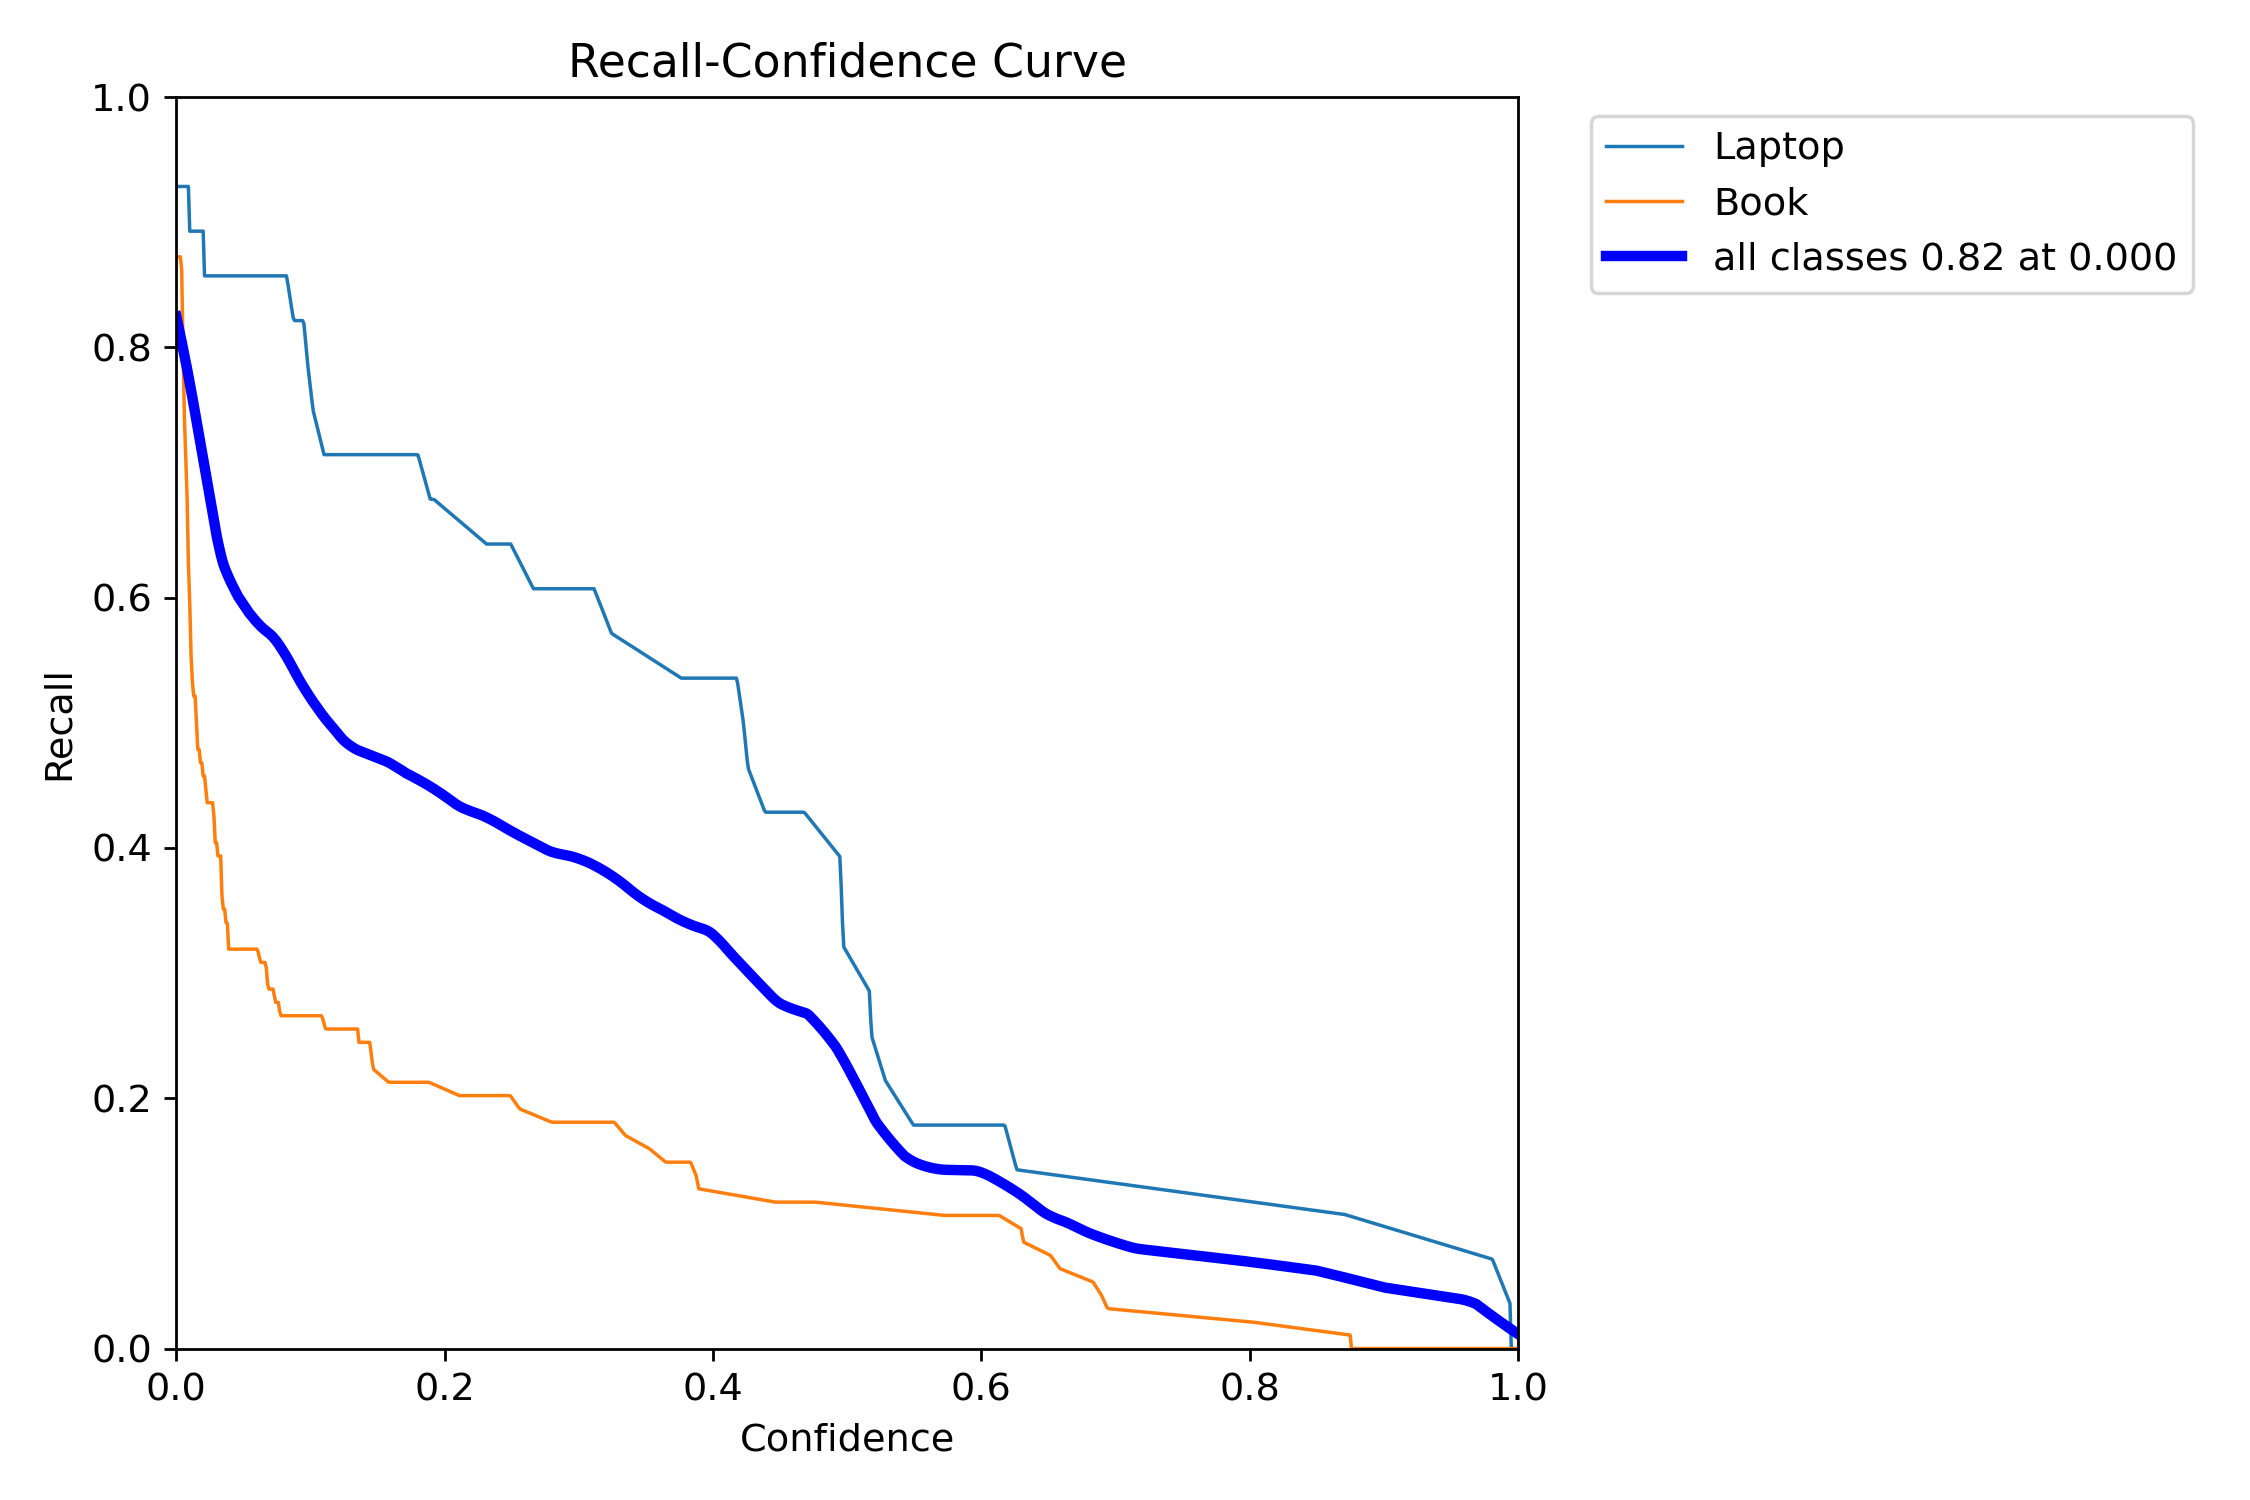 Recall-Confidence Curve
1.0
0.8
0.6
0.4
0.2
0.0
Recall
0.0 0.2 0.4 0.6 0.8 1.0
Confidence
Laptop
Book
all classes 0.82 at 0.000